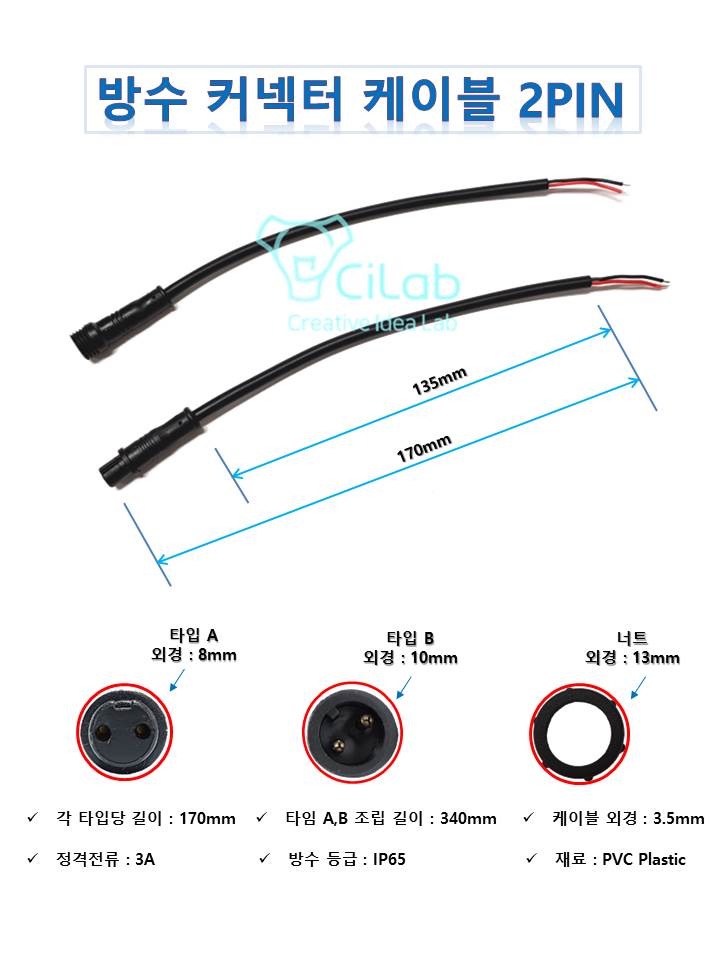 방수 커넥터 케이블 2PIN
CiLab
Creative Idea Lab
135mm
170mm
타입 A
외경 : 8mm
타입 B
외경 : 10mm
너트
외경 : 13mm
✓ 각 타입당 길이 : 170mm
✓ 타임 A,B 조립 길이 : 340mm
✓ 케이블 외경 : 3.5mm
✓ 정격전류 : 3A
✓ 방수 등급 : IP65
✓ 재료 : PVC Plastic